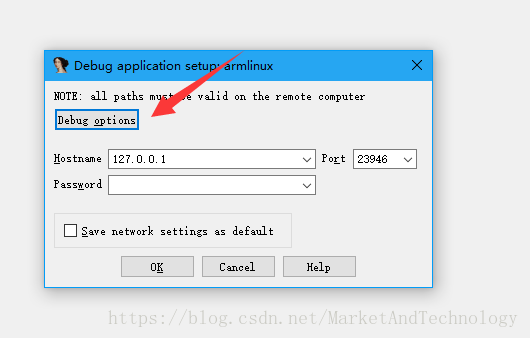 Debug application setup: armlinux
NOTE: all paths must be valid on the remote computer
Debug options
Hostname 127.0.0.1 Port 23946
Password
Save network settings as default
OK Cancel Help
https://blog.csdn.net/MarketAndTechnology